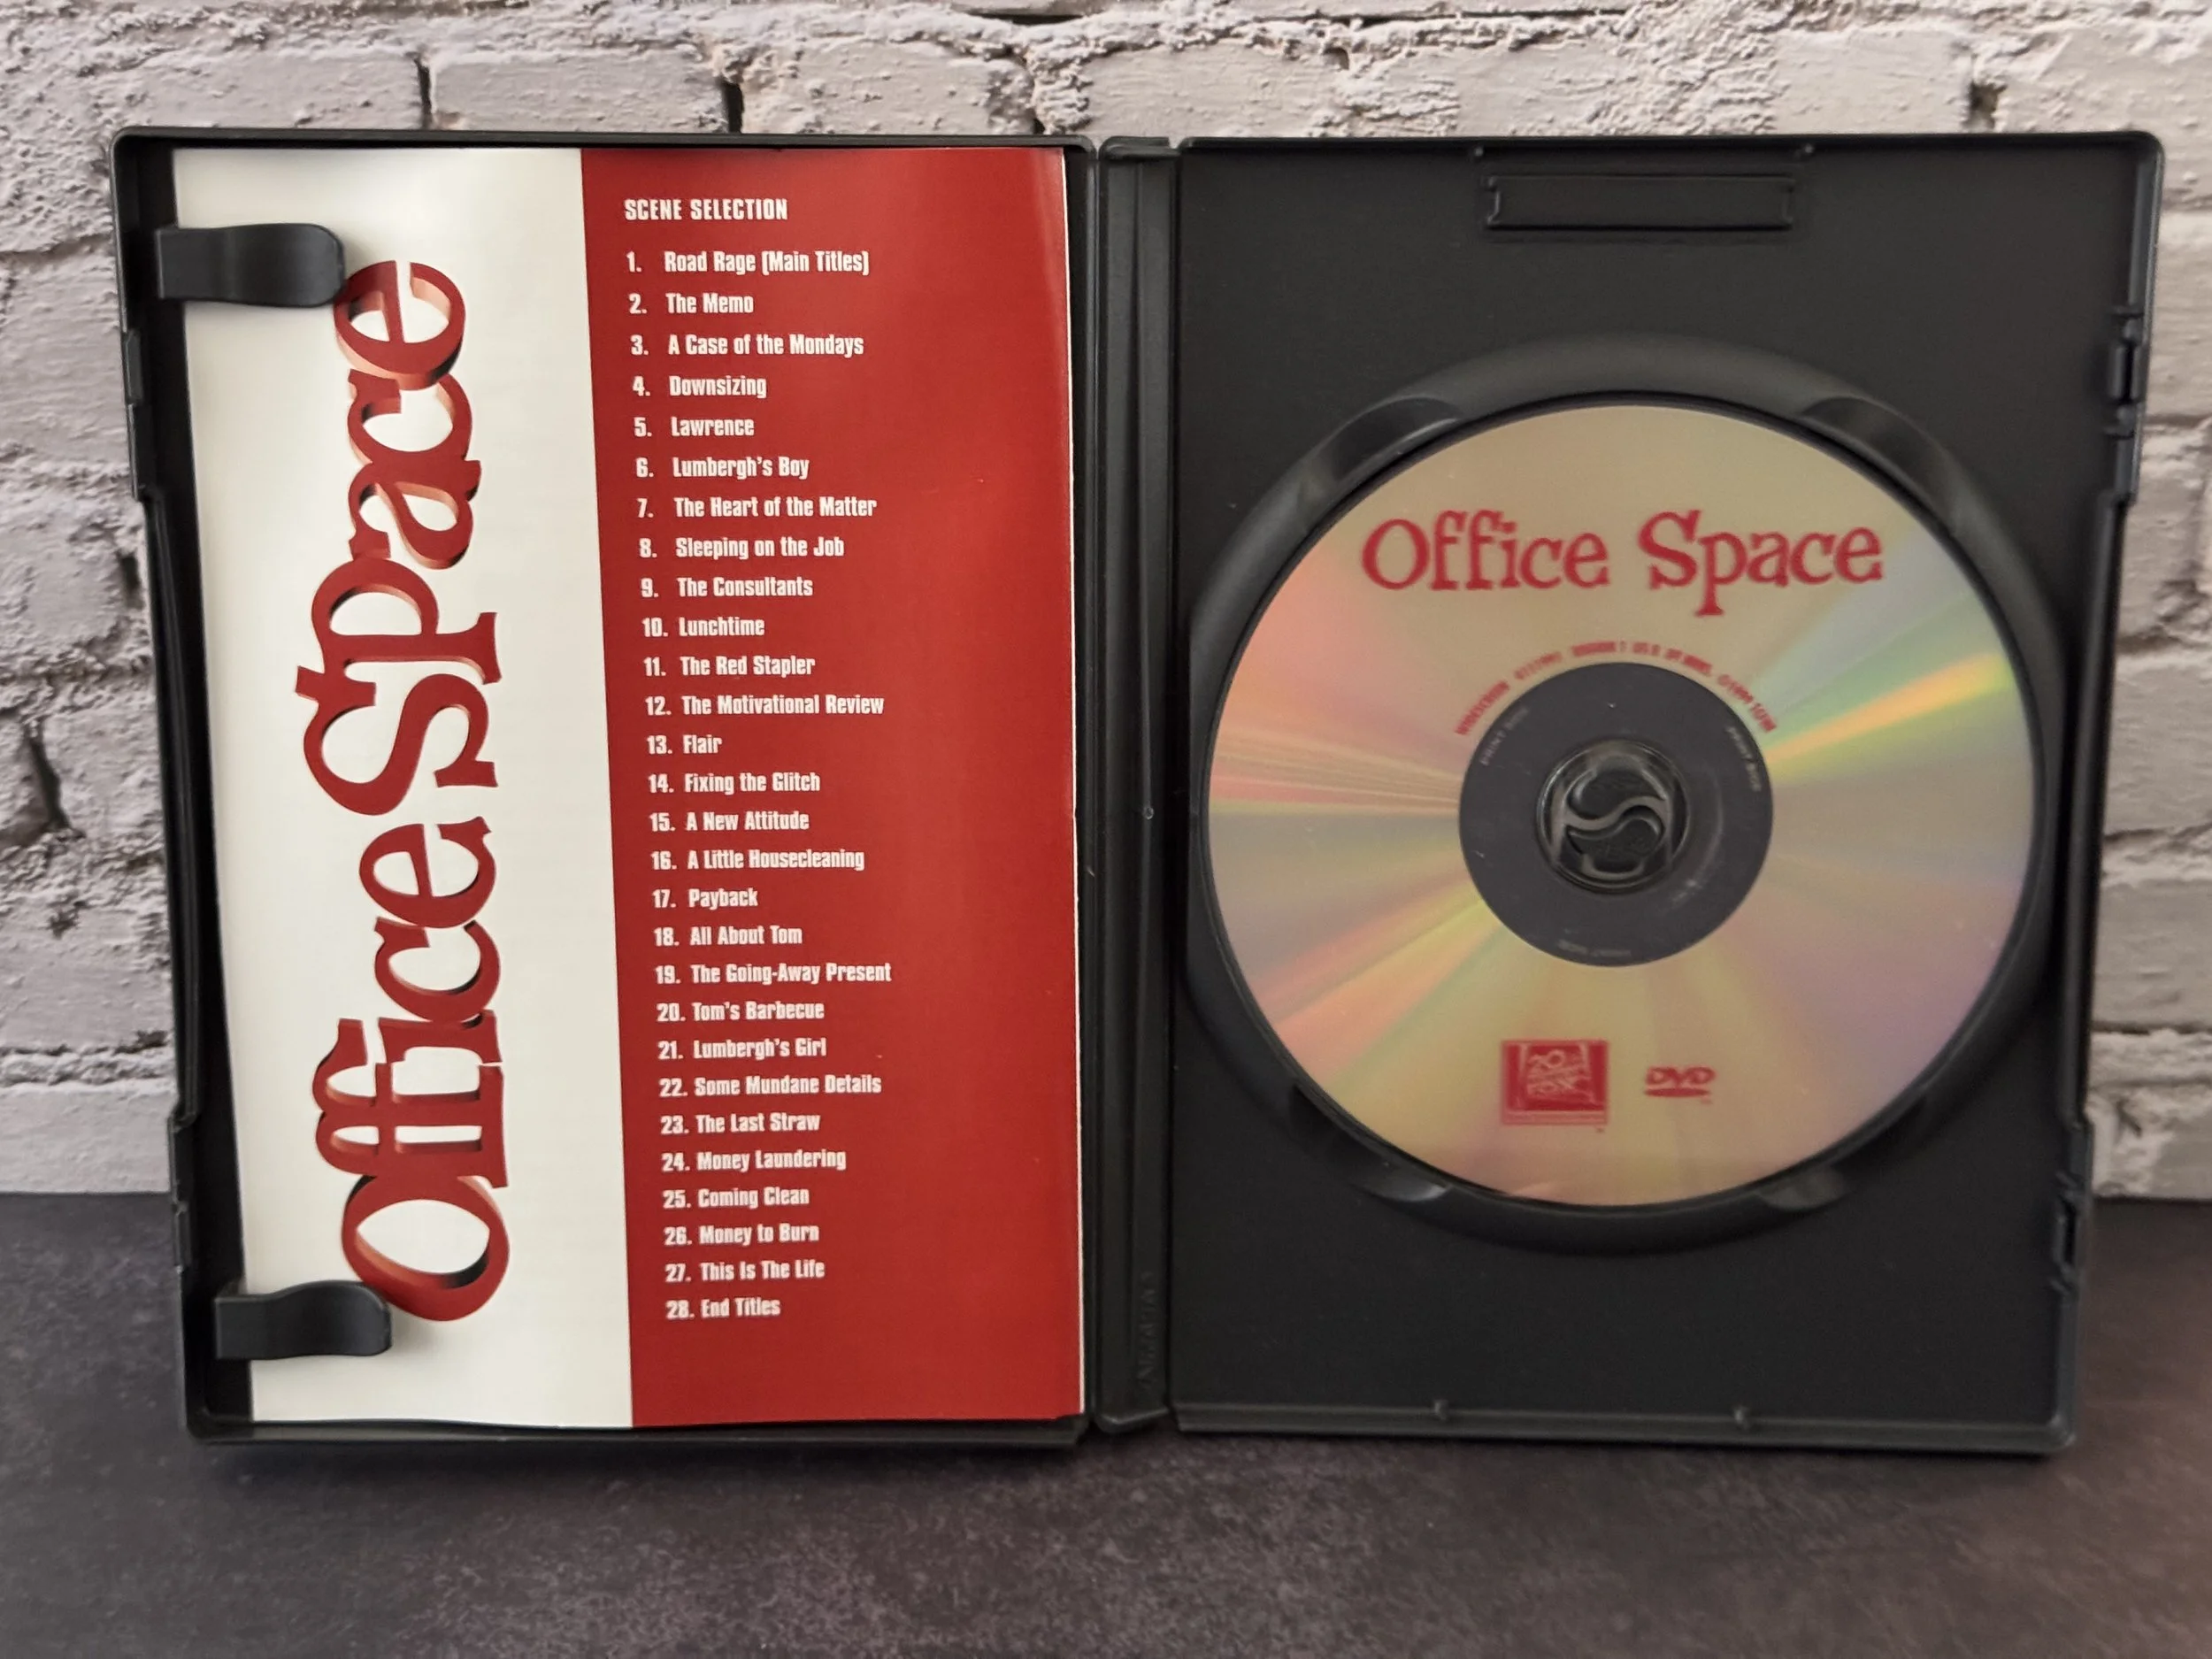 Office Space
SCENE SELECTION
1. Road Rage (Main Titles)
2. The Memo
3. A Case of the Mondays
4. Downsizing
5. Lawrence
6. Lumbergh's Boy
7. The Heart of the Matter
8. Sleeping on the Job
9. The Consultants
10. Lunchtime
11. The Red Stapler
12. The Motivational Review
13. Flair
14. Fixing the Glitch
15. A New Attitude
16. A Little Housecleaning
17. Payback
18. All About Tom
19. The Going-Away Present
20. Tom's Barbecue
21. Lumbergh's Girl
22. Some Mundane Details
23. The Last Straw
24. Money Laundering
25. Coming Clean
26. Money to Burn
27. This Is The Life
28. End Titles
Office Space
WIDESCREEN REGION 1
20
FOX
DVD